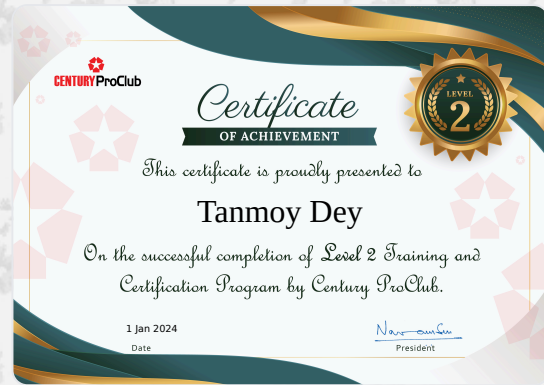 CENTURY ProClub
LEVEL
2
Certificate
OF ACHIEVEMENT
This certificate is proudly presented to
Tanmoy Dey
On the successful completion of Level 2 Training and
Certification Program by Century ProClub.
1 Jan 2024
Date
President